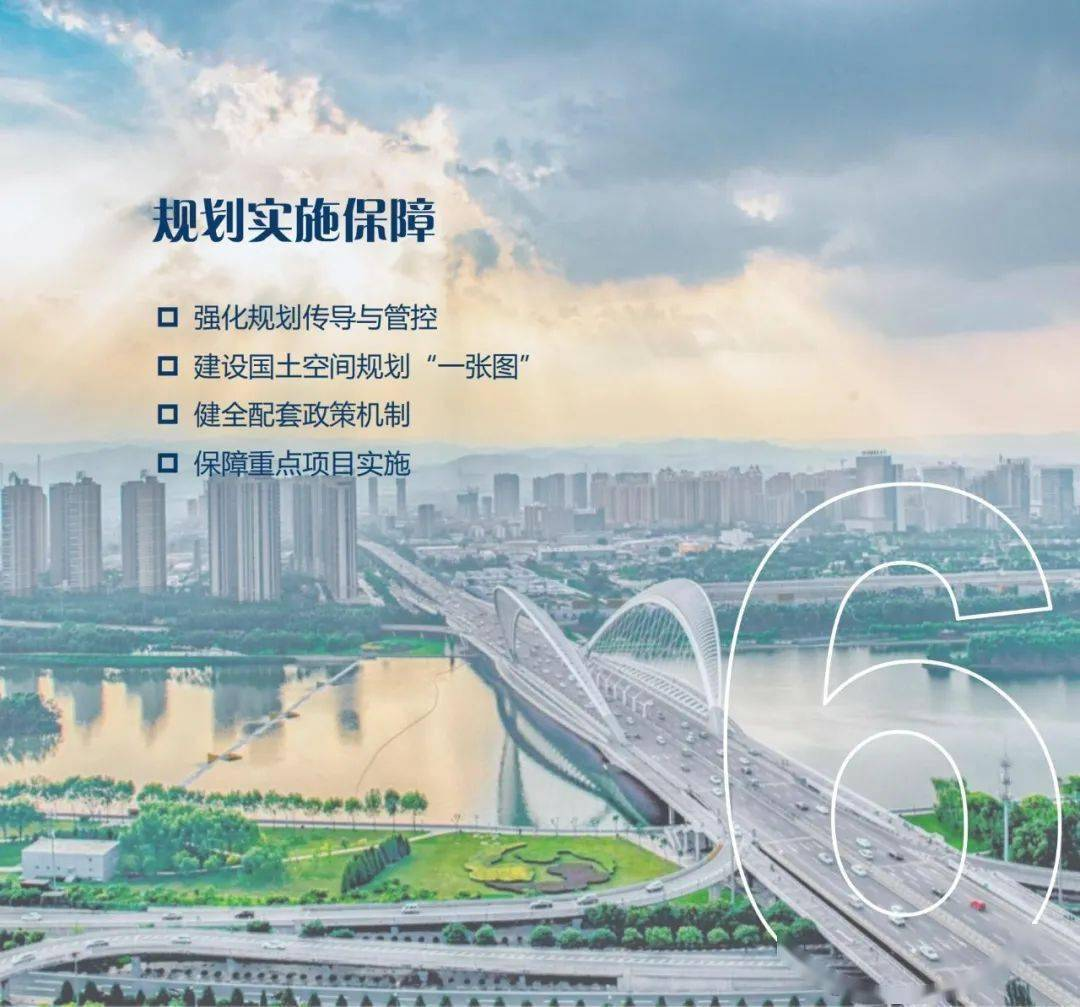 规划实施保障
强化规划传导与管控
建设国土空间规划“一张图”
健全配套政策机制
保障重点项目实施
6